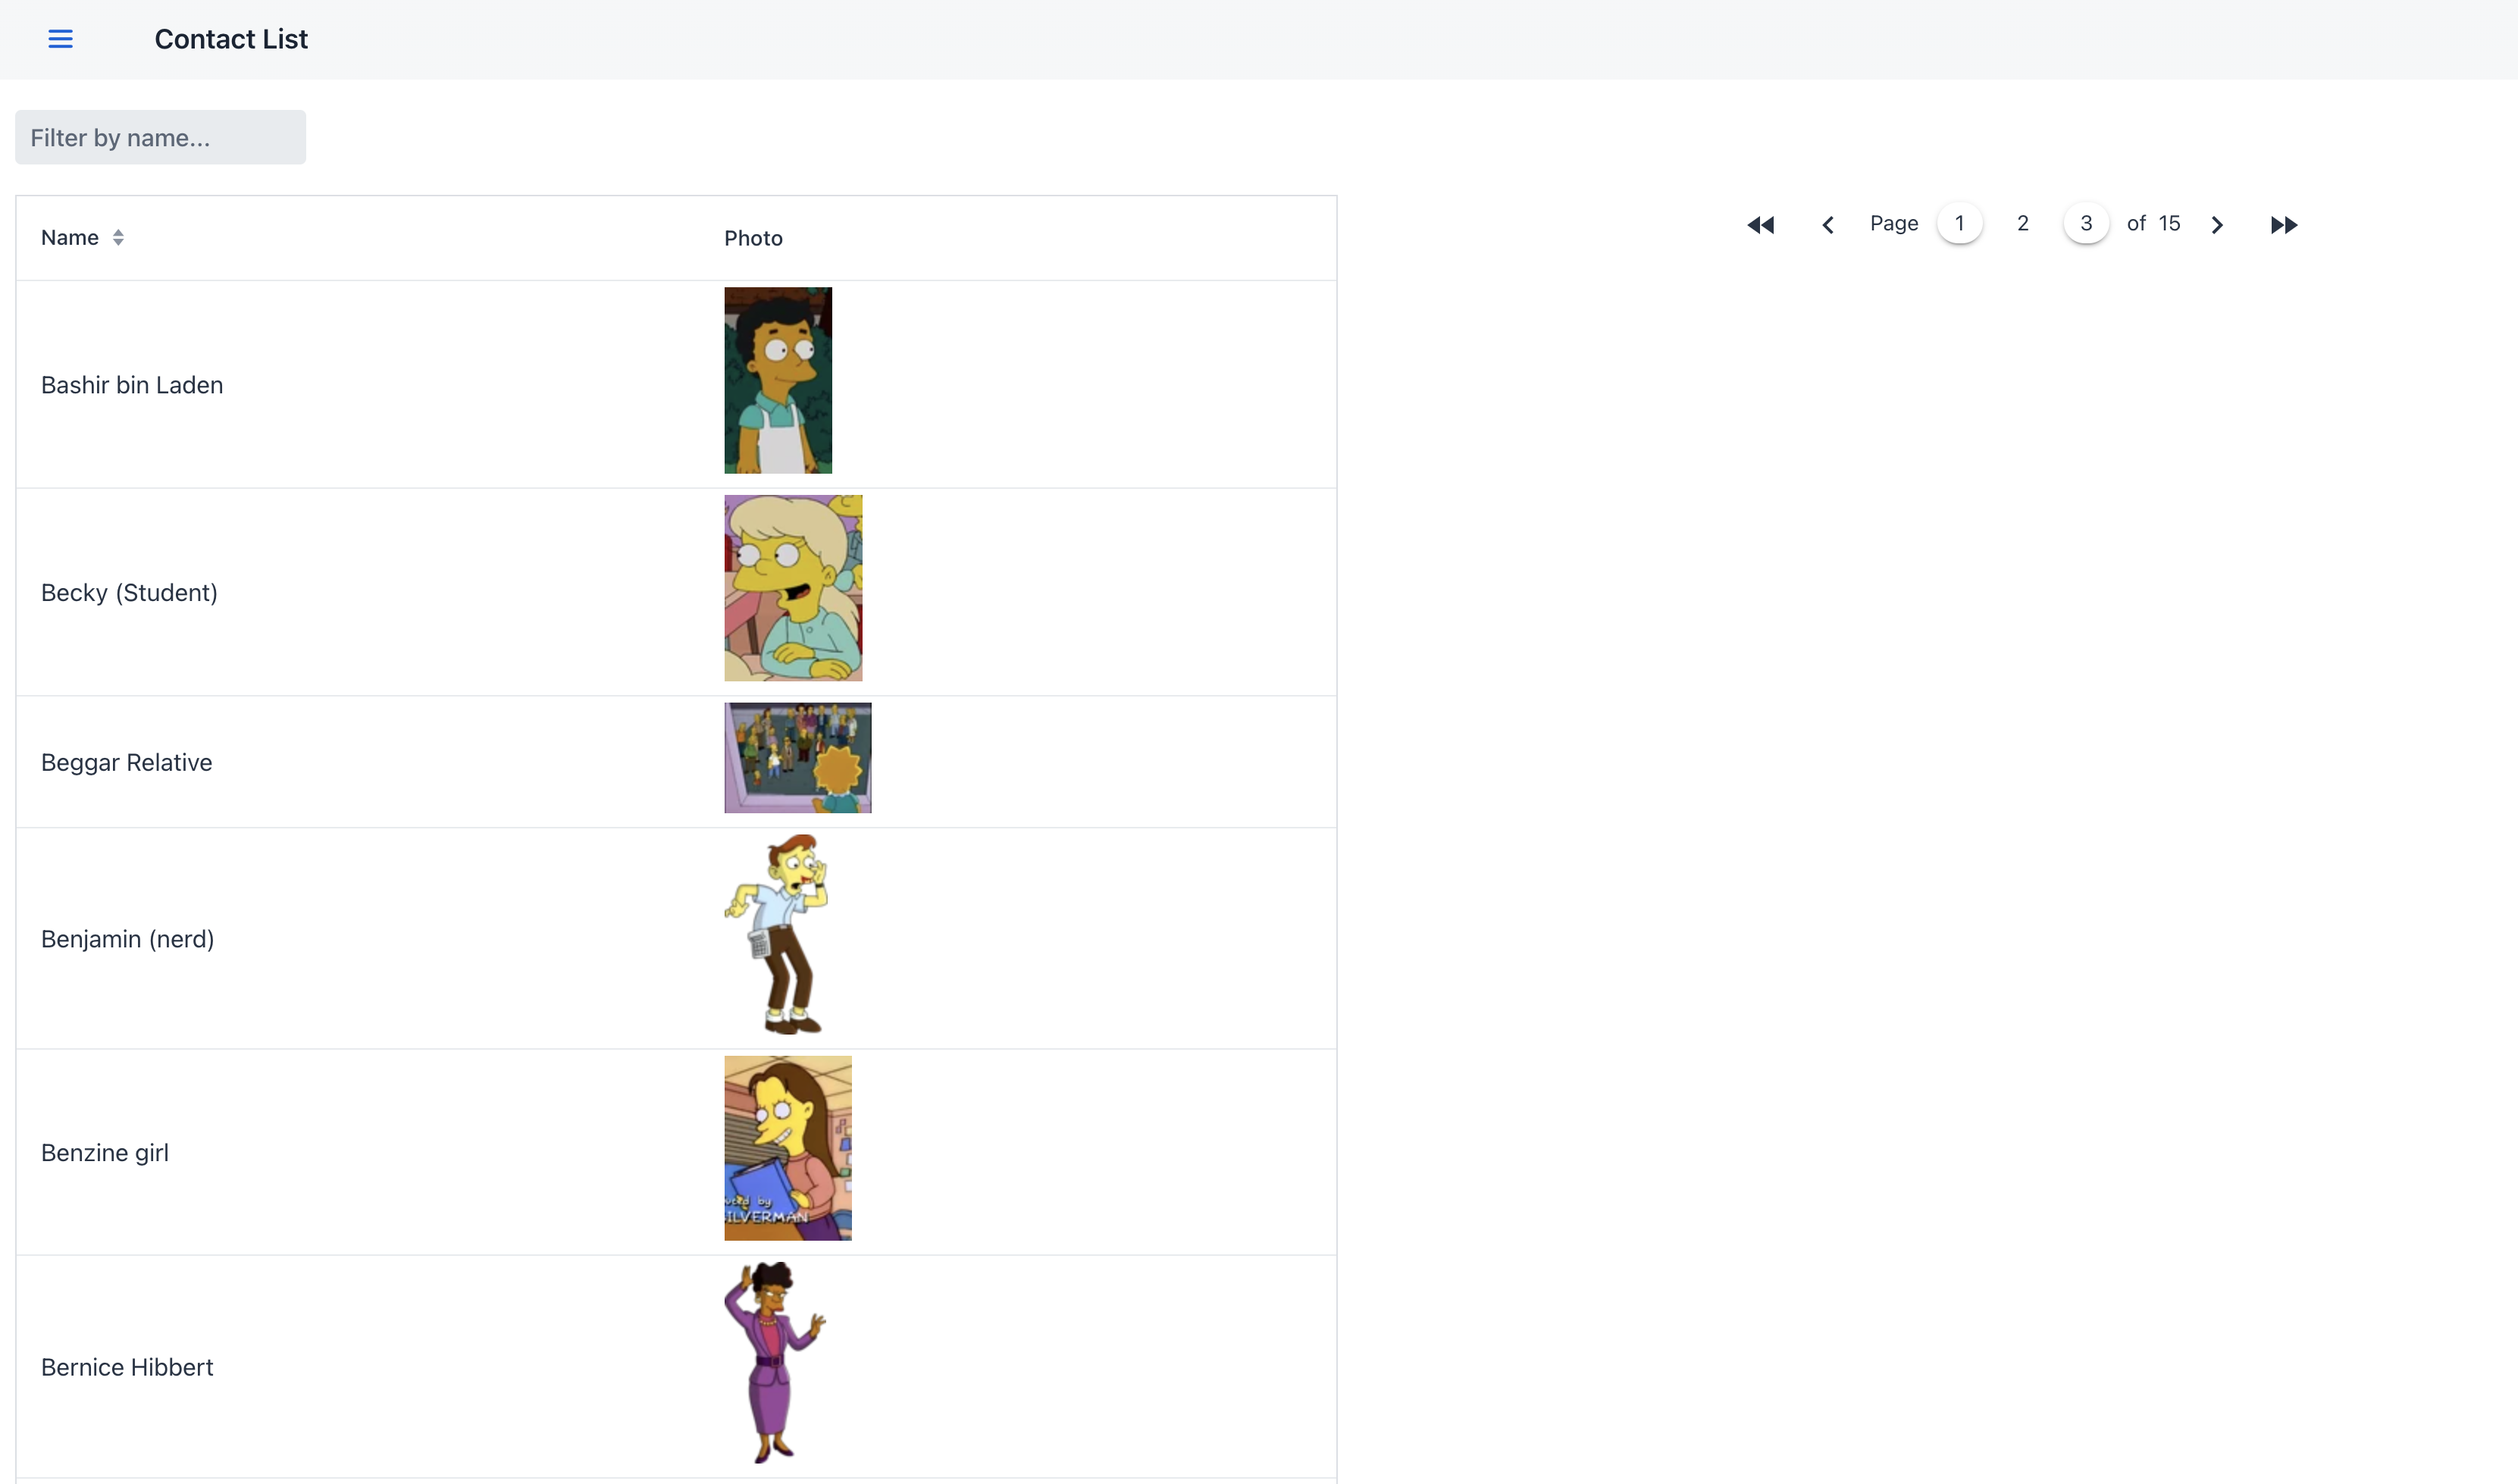 Contact List
Filter by name...
Name Photo
Page 1 2 3 of 15
Bashir bin Laden
Becky (Student)
Beggar Relative
Benjamin (nerd)
Benzine girl
by
ILVERMAN
Bernice Hibbert